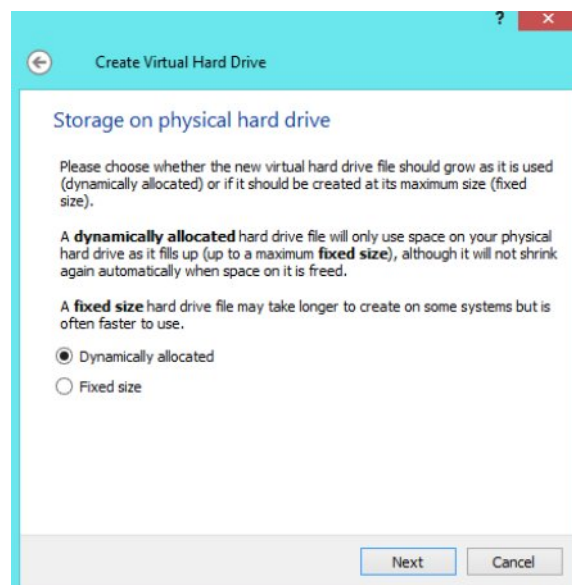 ?
Create Virtual Hard Drive
Storage on physical hard drive
Please choose whether the new virtual hard drive file should grow as it is used
(dynamically allocated) or if it should be created at its maximum size (fixed
size).
A dynamically allocated hard drive file will only use space on your physical
hard drive as it fills up (up to a maximum fixed size), although it will not shrink
again automatically when space on it is freed.
A fixed size hard drive file may take longer to create on some systems but is
often faster to use.
Dynamically allocated
Fixed size
Next Cancel